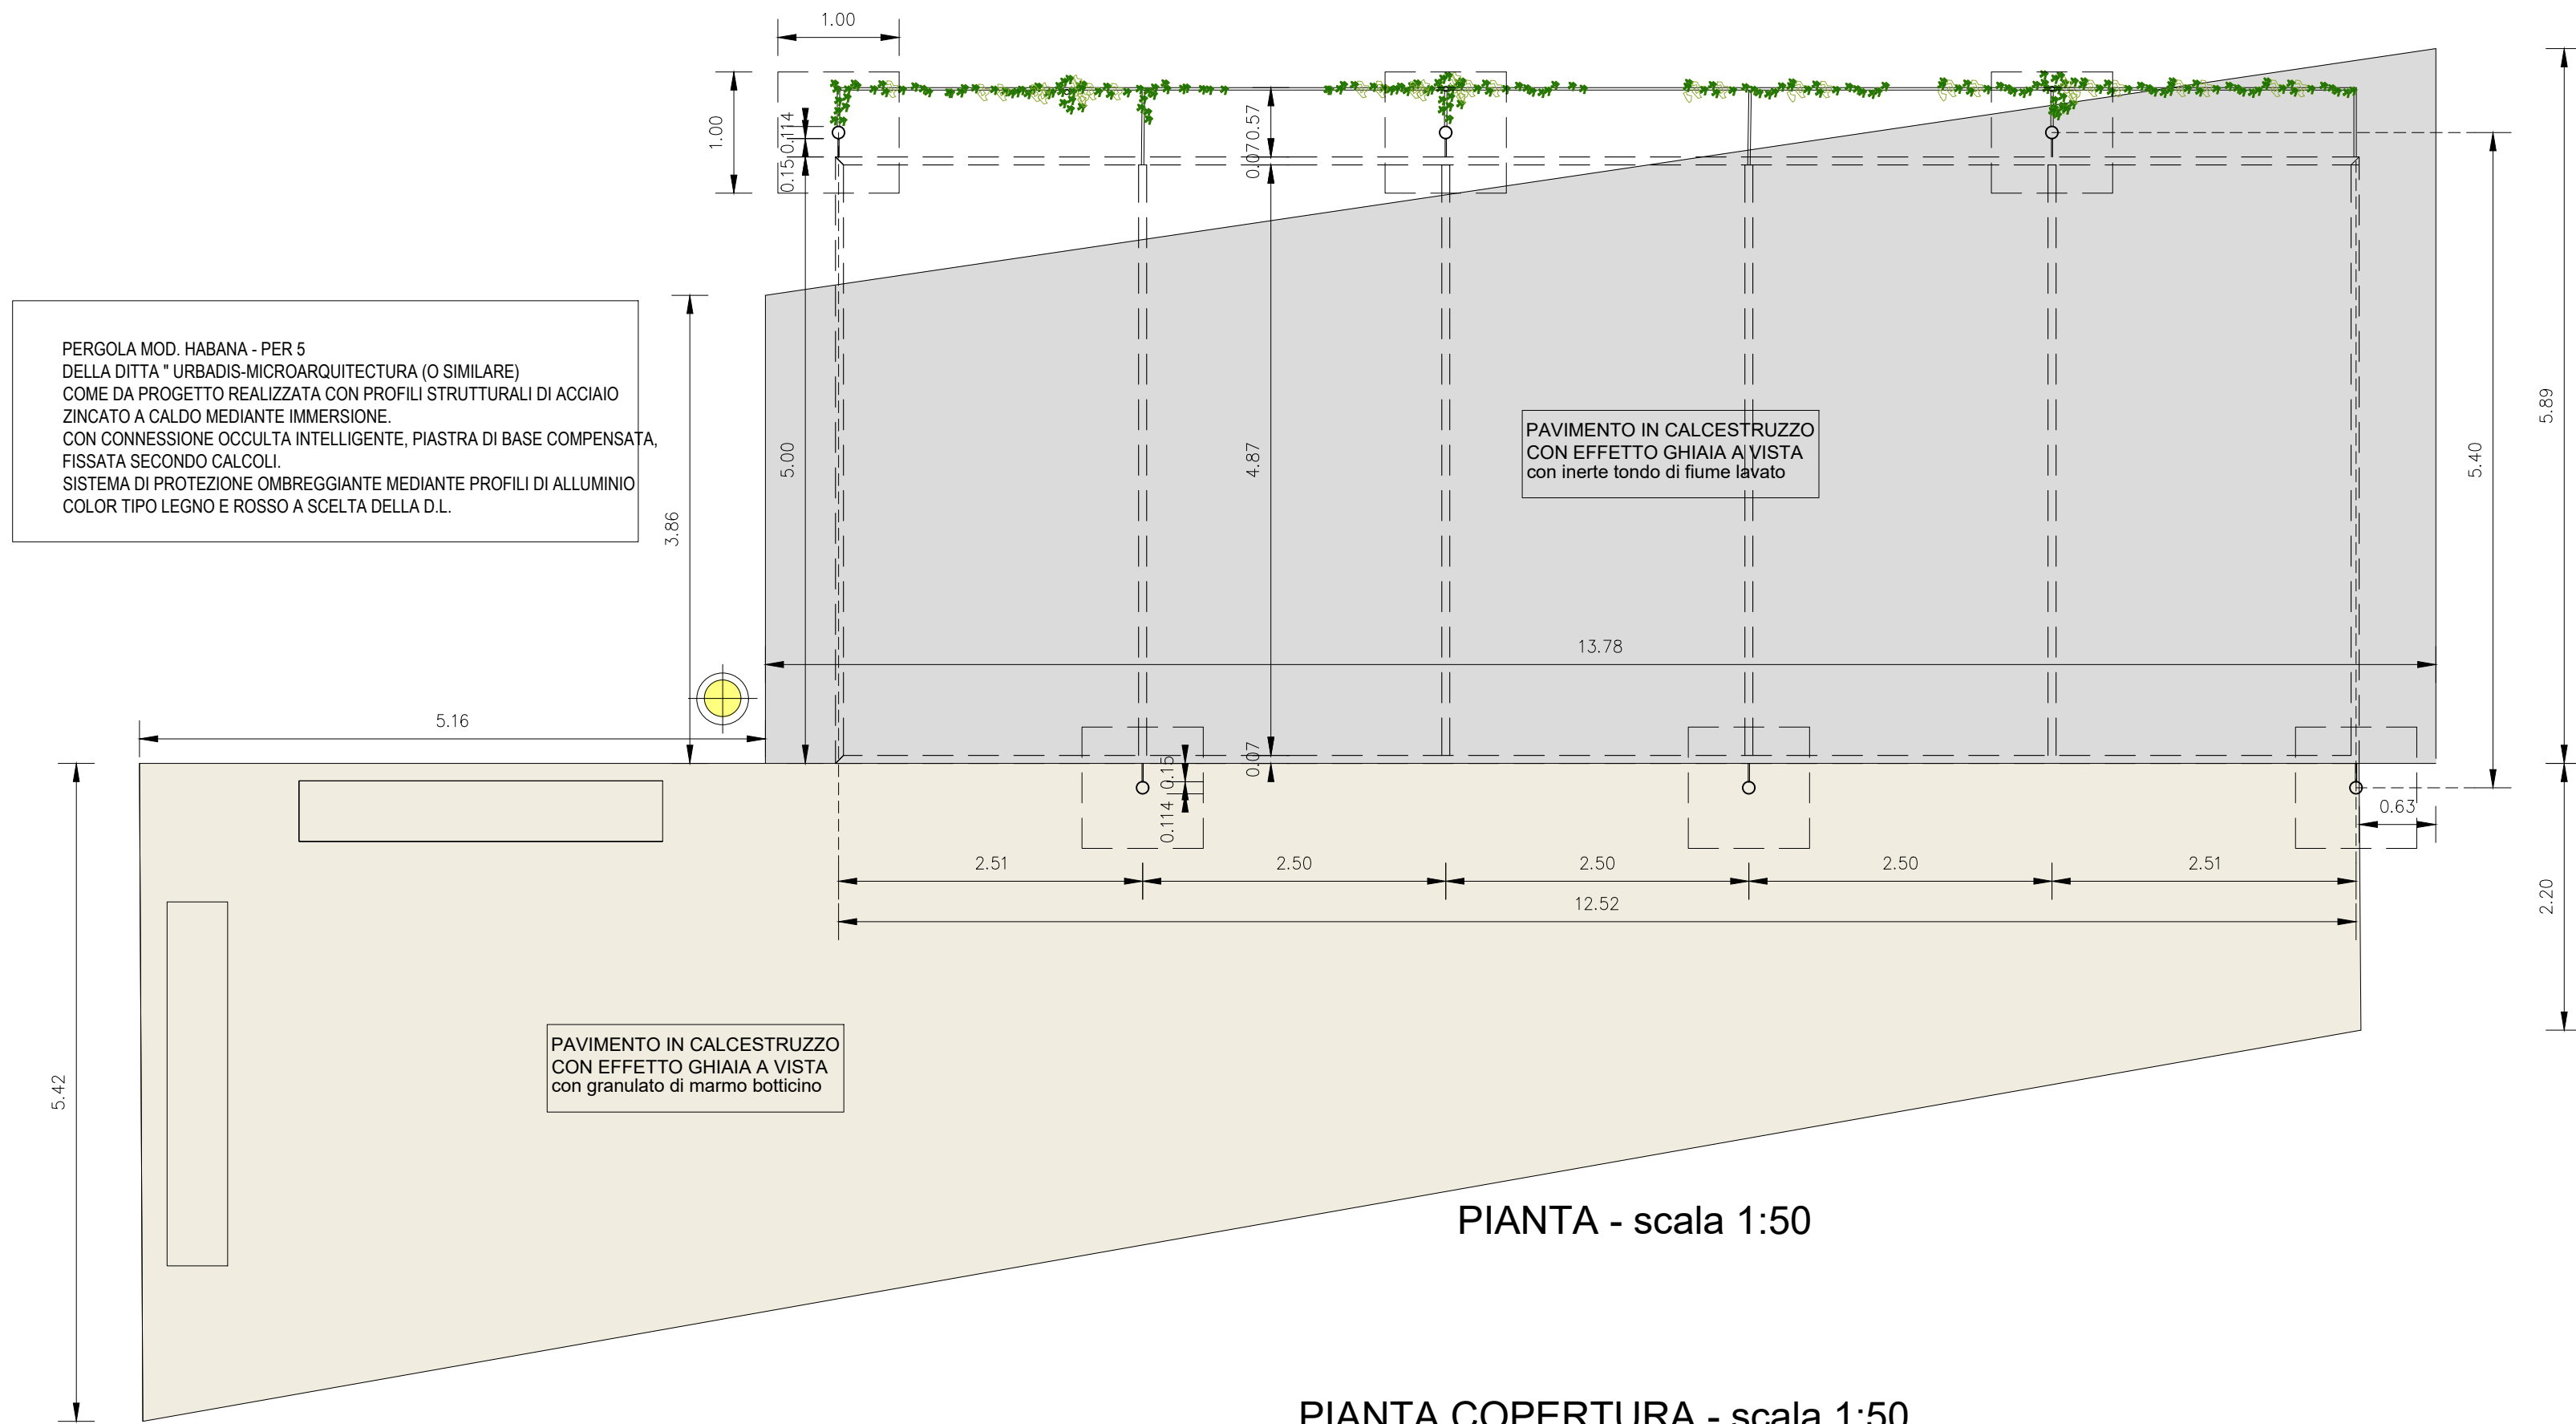 1.00
1.00
0.114
0.15
0.57
0.07
PERGOLA MOD. HABANA - PER 5
DELLA DITTA " URBADIS-MICROARQUITECTURA (O SIMILARE)
COME DA PROGETTO REALIZZATA CON PROFILI STRUTTURALI DI ACCIAIO
ZINCATO A CALDO MEDIANTE IMMERSIONE.
CON CONNESSIONE OCCULTA INTELLIGENTE, PIASTRA DI BASE COMPENSATA,
FISSATA SECONDO CALCOLI.
SISTEMA DI PROTEZIONE OMBREGGIANTE MEDIANTE PROFILI DI ALLUMINIO
COLOR TIPO LEGNO E ROSSO A SCELTA DELLA D.L.
3.86
5.00
4.87
PAVIMENTO IN CALCESTRUZZO
CON EFFETTO GHIAIA A VISTA
con inerte tondo di fiume lavato
5.40
5.89
13.78
5.16
0.07
0.15
0.114
0.63
2.51
2.50
2.50
2.50
2.51
12.52
2.20
PAVIMENTO IN CALCESTRUZZO
CON EFFETTO GHIAIA A VISTA
con granulato di marmo botticino
5.42
PIANTA - scala 1:50
PIANTA COPERTURA - scala 1:50